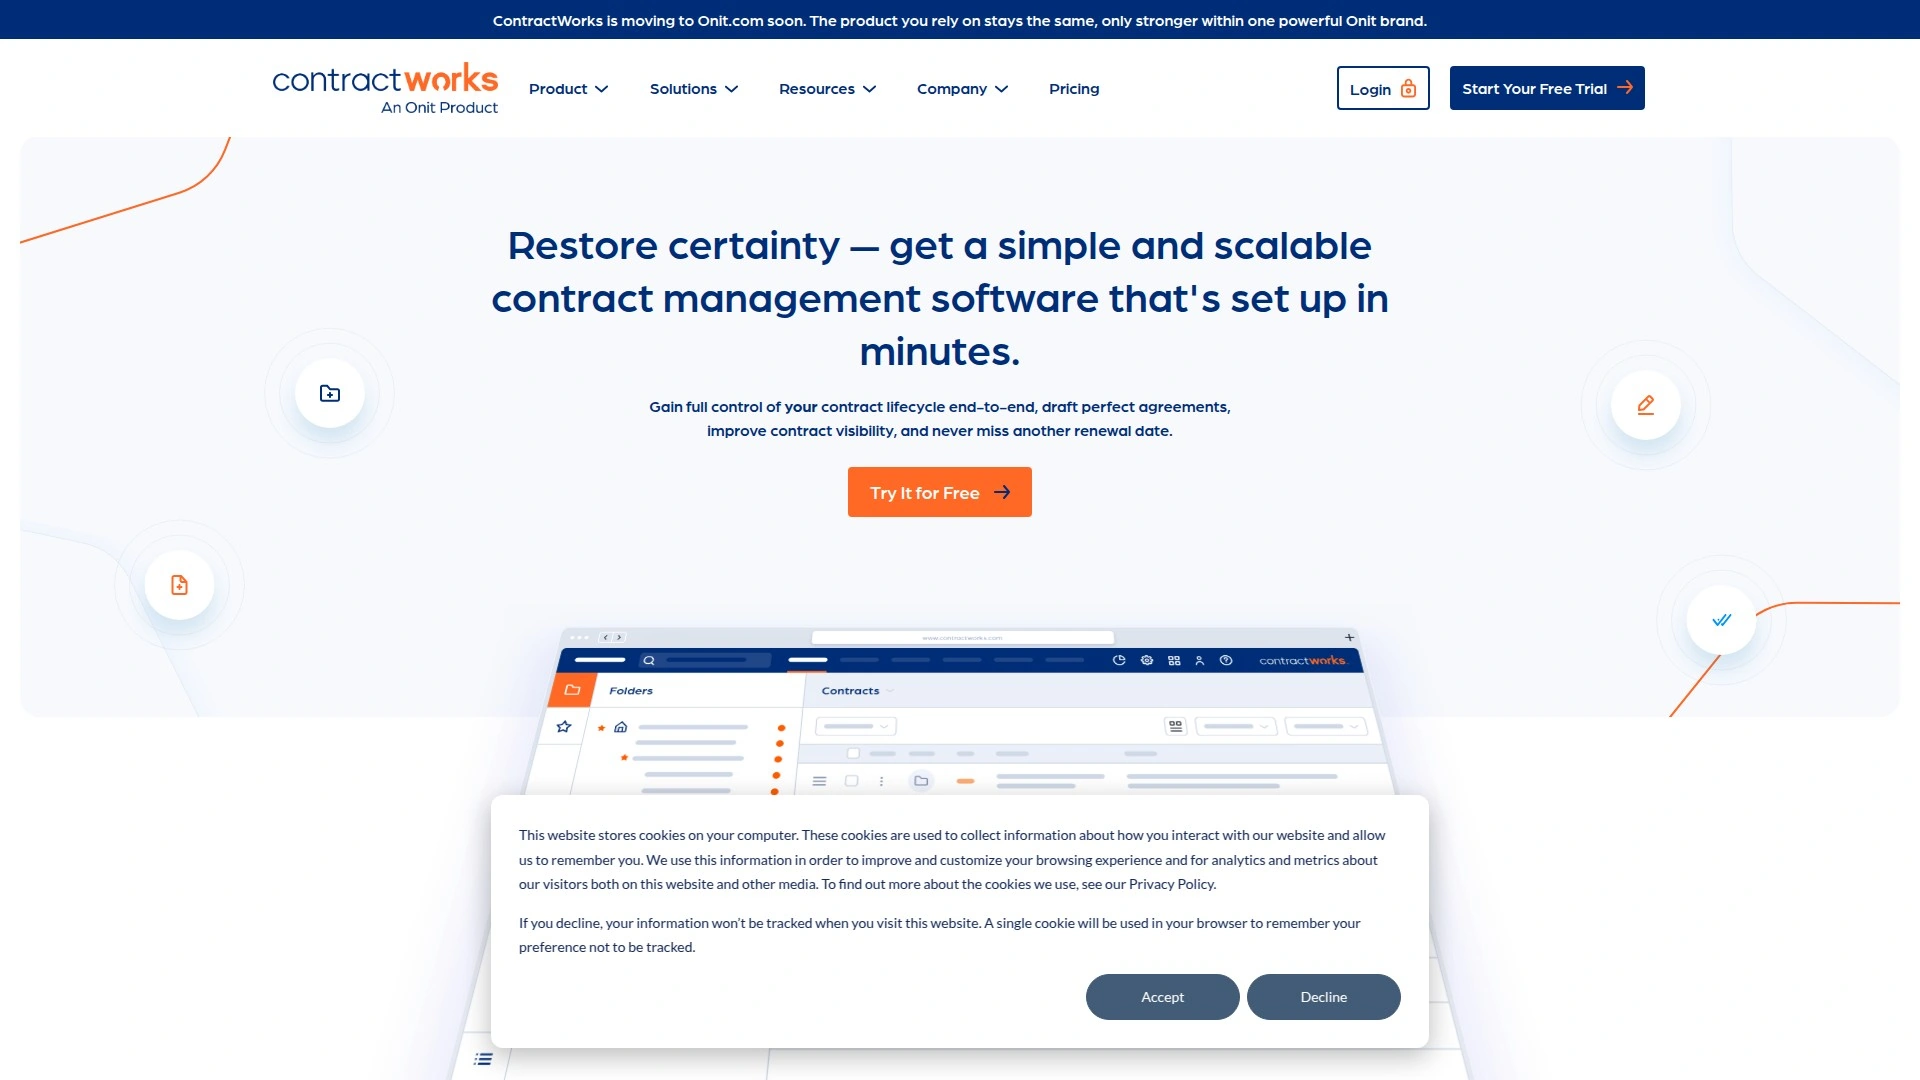 ContractWorks is moving to Onit.com soon. The product you rely on stays the same, only stronger within one powerful Onit brand.
contractworks
An Onit Product
Product
Solutions
Resources
Company
Pricing
Login
Start Your Free Trial
Restore certainty — get a simple and scalable
contract management software that's set up in
minutes.
Gain full control of your contract lifecycle end-to-end, draft perfect agreements,
improve contract visibility, and never miss another renewal date.
Try It for Free
www.contractworks.com
contractworks
Folders
Contracts
This website stores cookies on your computer. These cookies are used to collect information about how you interact with our website and allow
us to remember you. We use this information in order to improve and customize your browsing experience and for analytics and metrics about
our visitors both on this website and other media. To find out more about the cookies we use, see our Privacy Policy.
If you decline, your information won't be tracked when you visit this website. A single cookie will be used in your browser to remember your
preference not to be tracked.
Accept
Decline